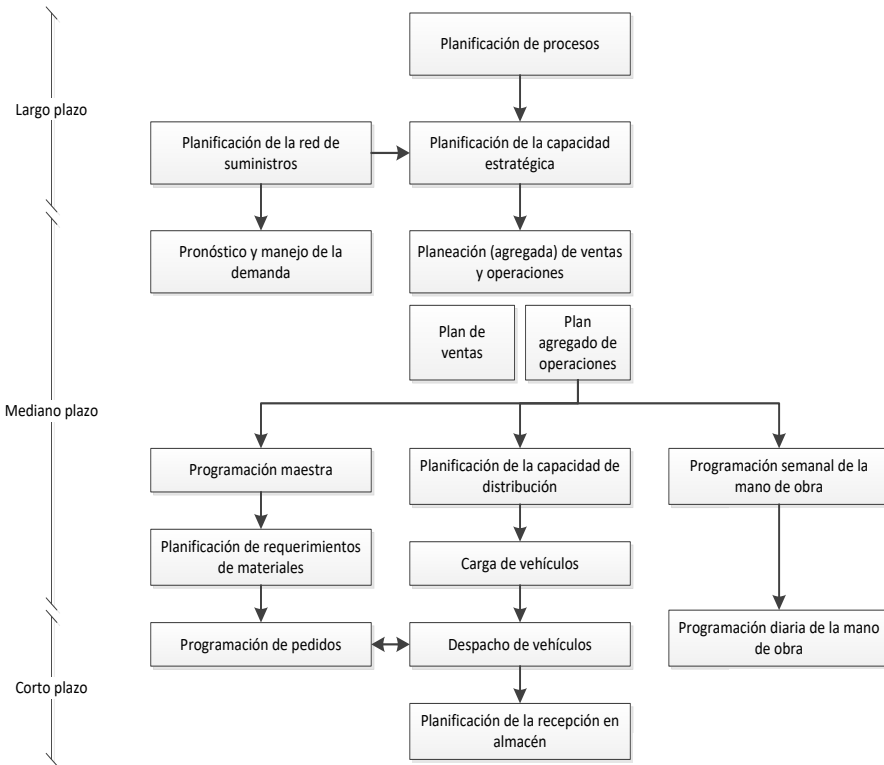 Planificación de procesos
Largo plazo
Planificación de la red de
suministros
Planificación de la capacidad
estratégica
Pronóstico y manejo de la
demanda
Planeación (agregada) de ventas
y operaciones
Plan de
ventas
Plan
agregado de
operaciones
Mediano plazo
Programación maestra
Planificación de la capacidad de
distribución
Programación semanal de la
mano de obra
Planificación de requerimientos
de materiales
Carga de vehículos
Programación de pedidos
Despacho de vehículos
Programación diaria de la mano
de obra
Corto plazo
Planificación de la recepción en
almacén